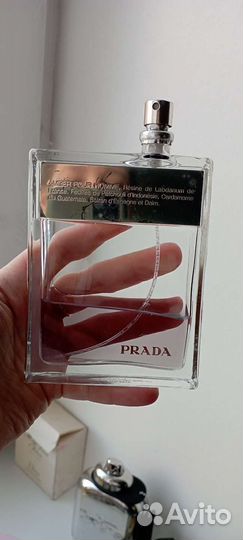 AMBER POUR HOMME, Résine de Labdanum de
France, Feuilles de Patchouli d'Indonésie, Cardamome
du Guatemala, Safran d'Espagne et Daim.
PRADA
Avito